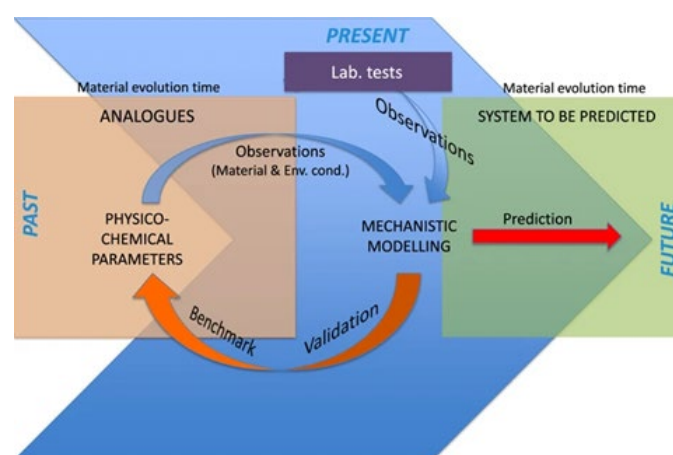 PRESENT
Lab. tests
Material evolution time
ANALOGUES
Observations
(Material & Env. cond.)
Observations
Material evolution time
SYSTEM TO BE PREDICTED
PAST
PHYSICO-
CHEMICAL
PARAMETERS
MECHANISTIC
MODELLING
Prediction
FUTURE
Benchmark
Validation